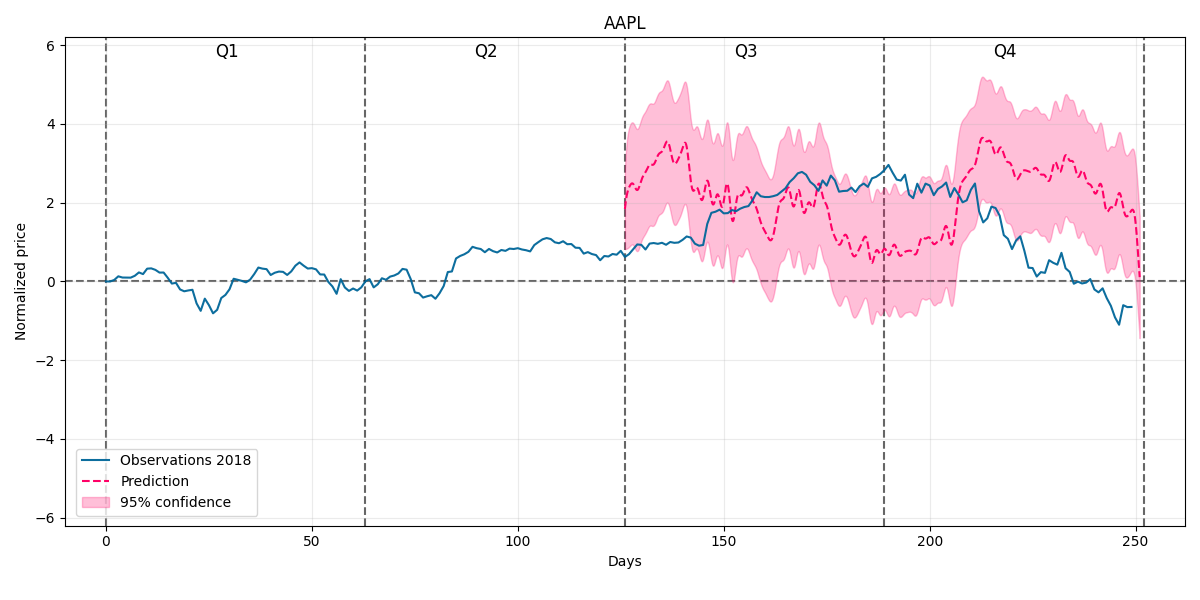 AAPL
Q1 Q2 Q3 Q4
Normalized price
6
4
2
0
−2
−4
−6
Observations 2018
Prediction
95% confidence
0 50 100 150 200 250
Days